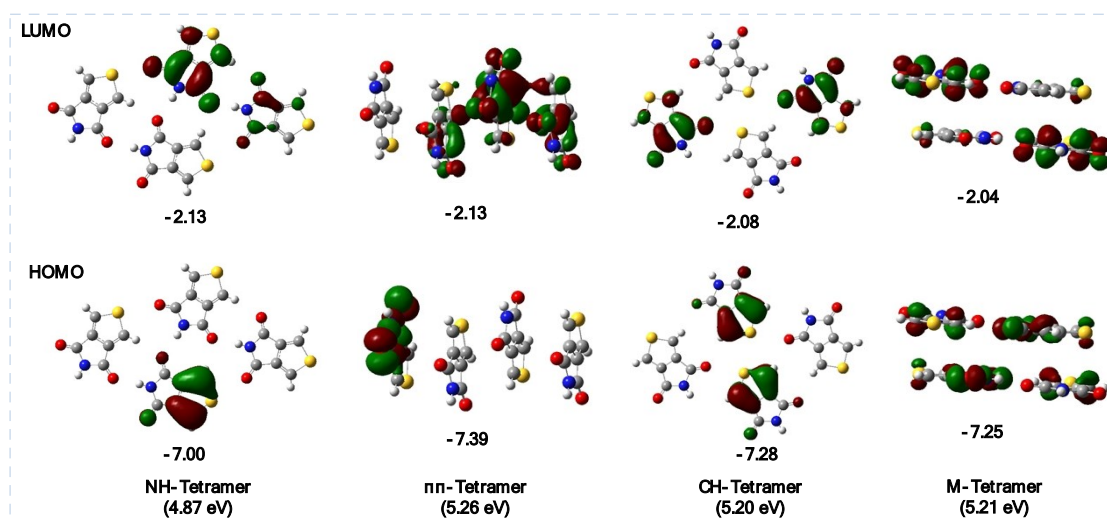 LUMO
-2.13
-2.13
-2.08
-2.04
HOMO
-7.00
-7.39
-7.28
-7.25
NH-Tetramer
(4.87 eV)
ππ-Tetramer
(5.26 eV)
CH-Tetramer
(5.20 eV)
M-Tetramer
(5.21 eV)